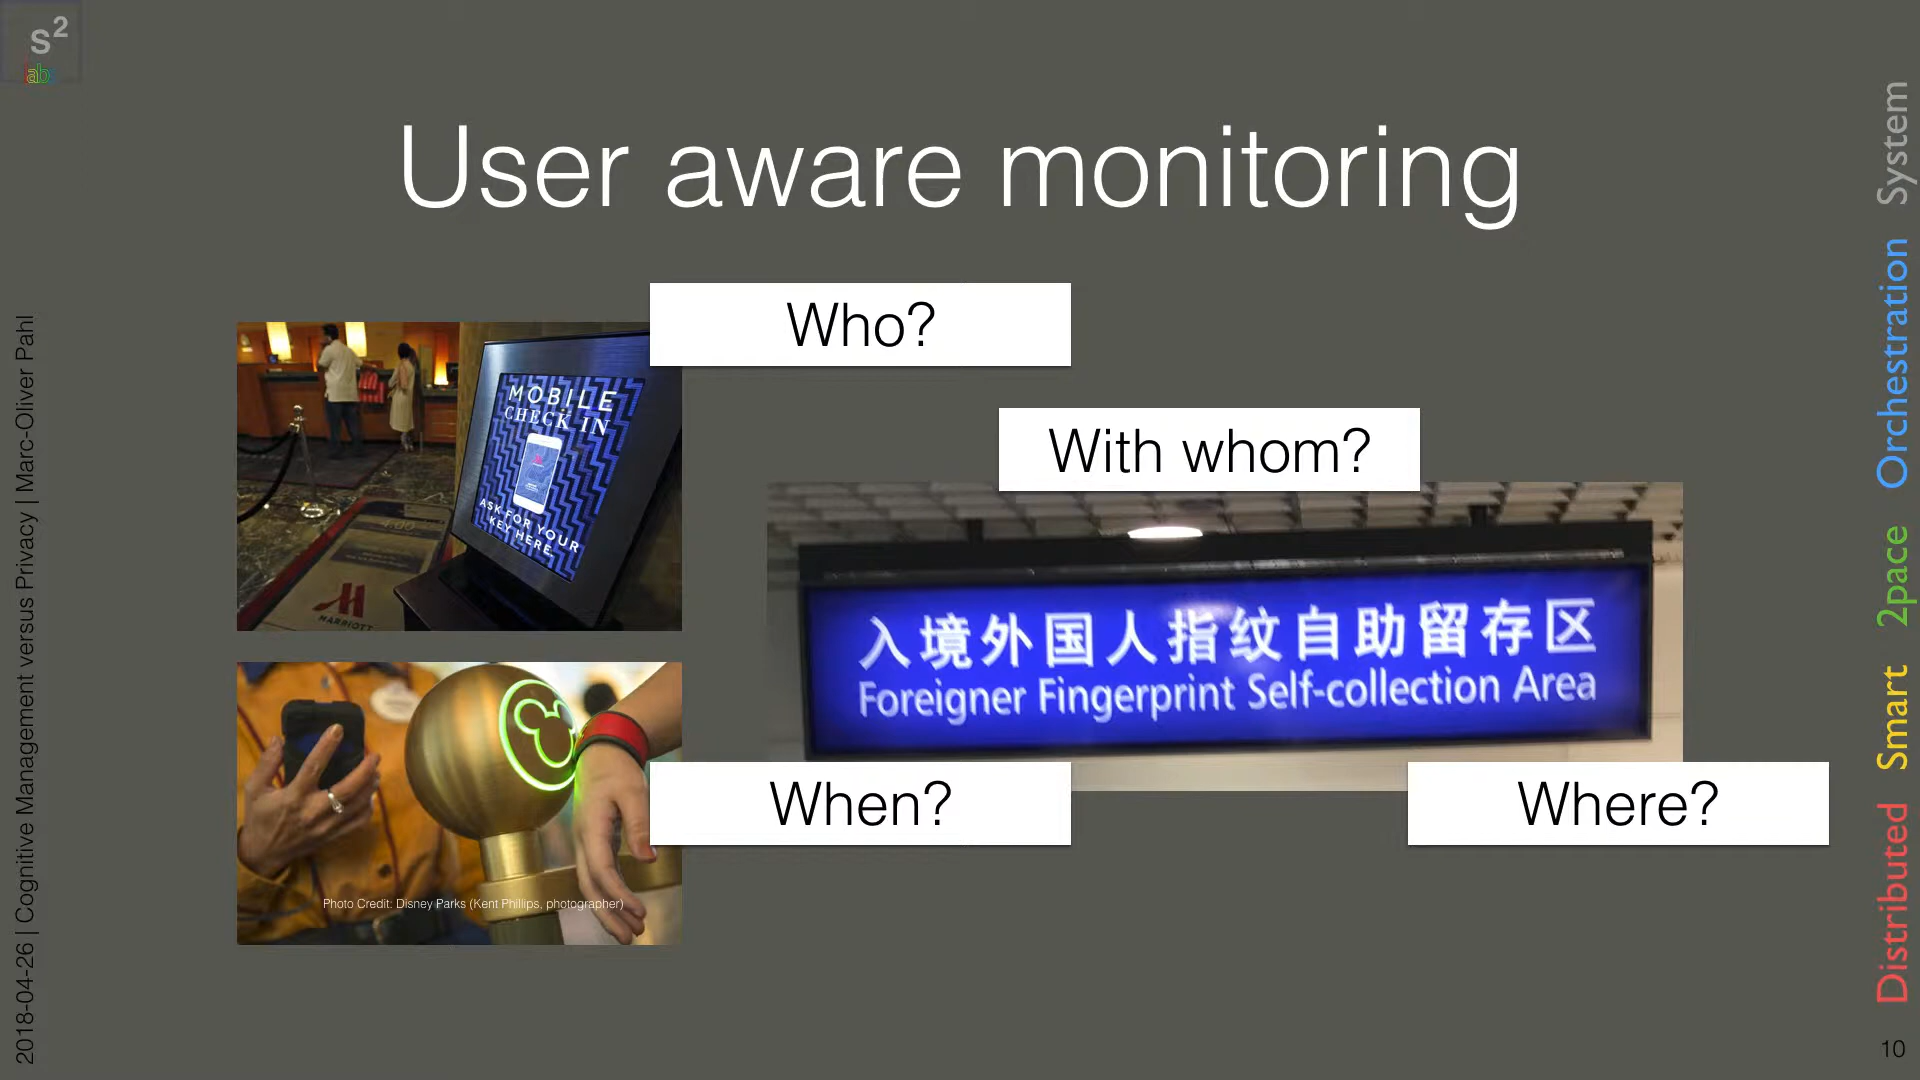 S2
labs
User aware monitoring
Who?
MOBILE
CHECK IN
ASK FOR YOUR
KEY HERE.
MARRIOTT
With whom?
入境外国人指纹自助留存区
Foreigner Fingerprint Self-collection Area
When?
Where?
Photo Credit: Disney Parks (Kent Phillips, photographer)
2018-04-26 | Cognitive Management versus Privacy | Marc-Oliver Pahl
Distributed Smart 2pace Orchestration System
10